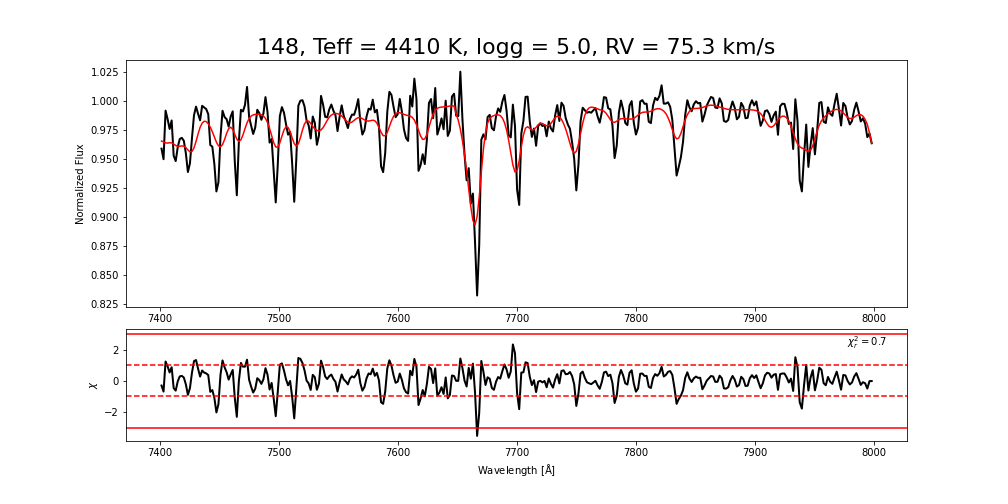 148, Teff = 4410 K, logg = 5.0, RV = 75.3 km/s
Normalized Flux
1.025
1.000
0.975
0.950
0.925
0.900
0.875
0.850
0.825
7400 7500 7600 7700 7800 7900 8000
χ
2
0
−2
χ²ᵣ = 0.7
7400 7500 7600 7700 7800 7900 8000
Wavelength [Å]